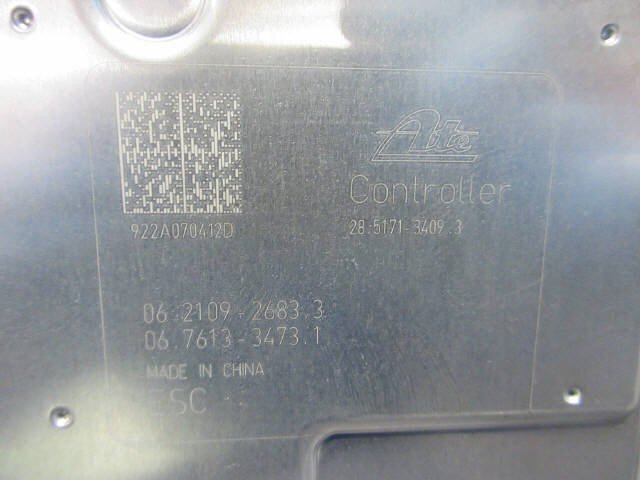 Ate
Controller
922A070412D
28.5171-3409.3
06.2109-2683.3
06.7613-3473.1
MADE IN CHINA
ESC